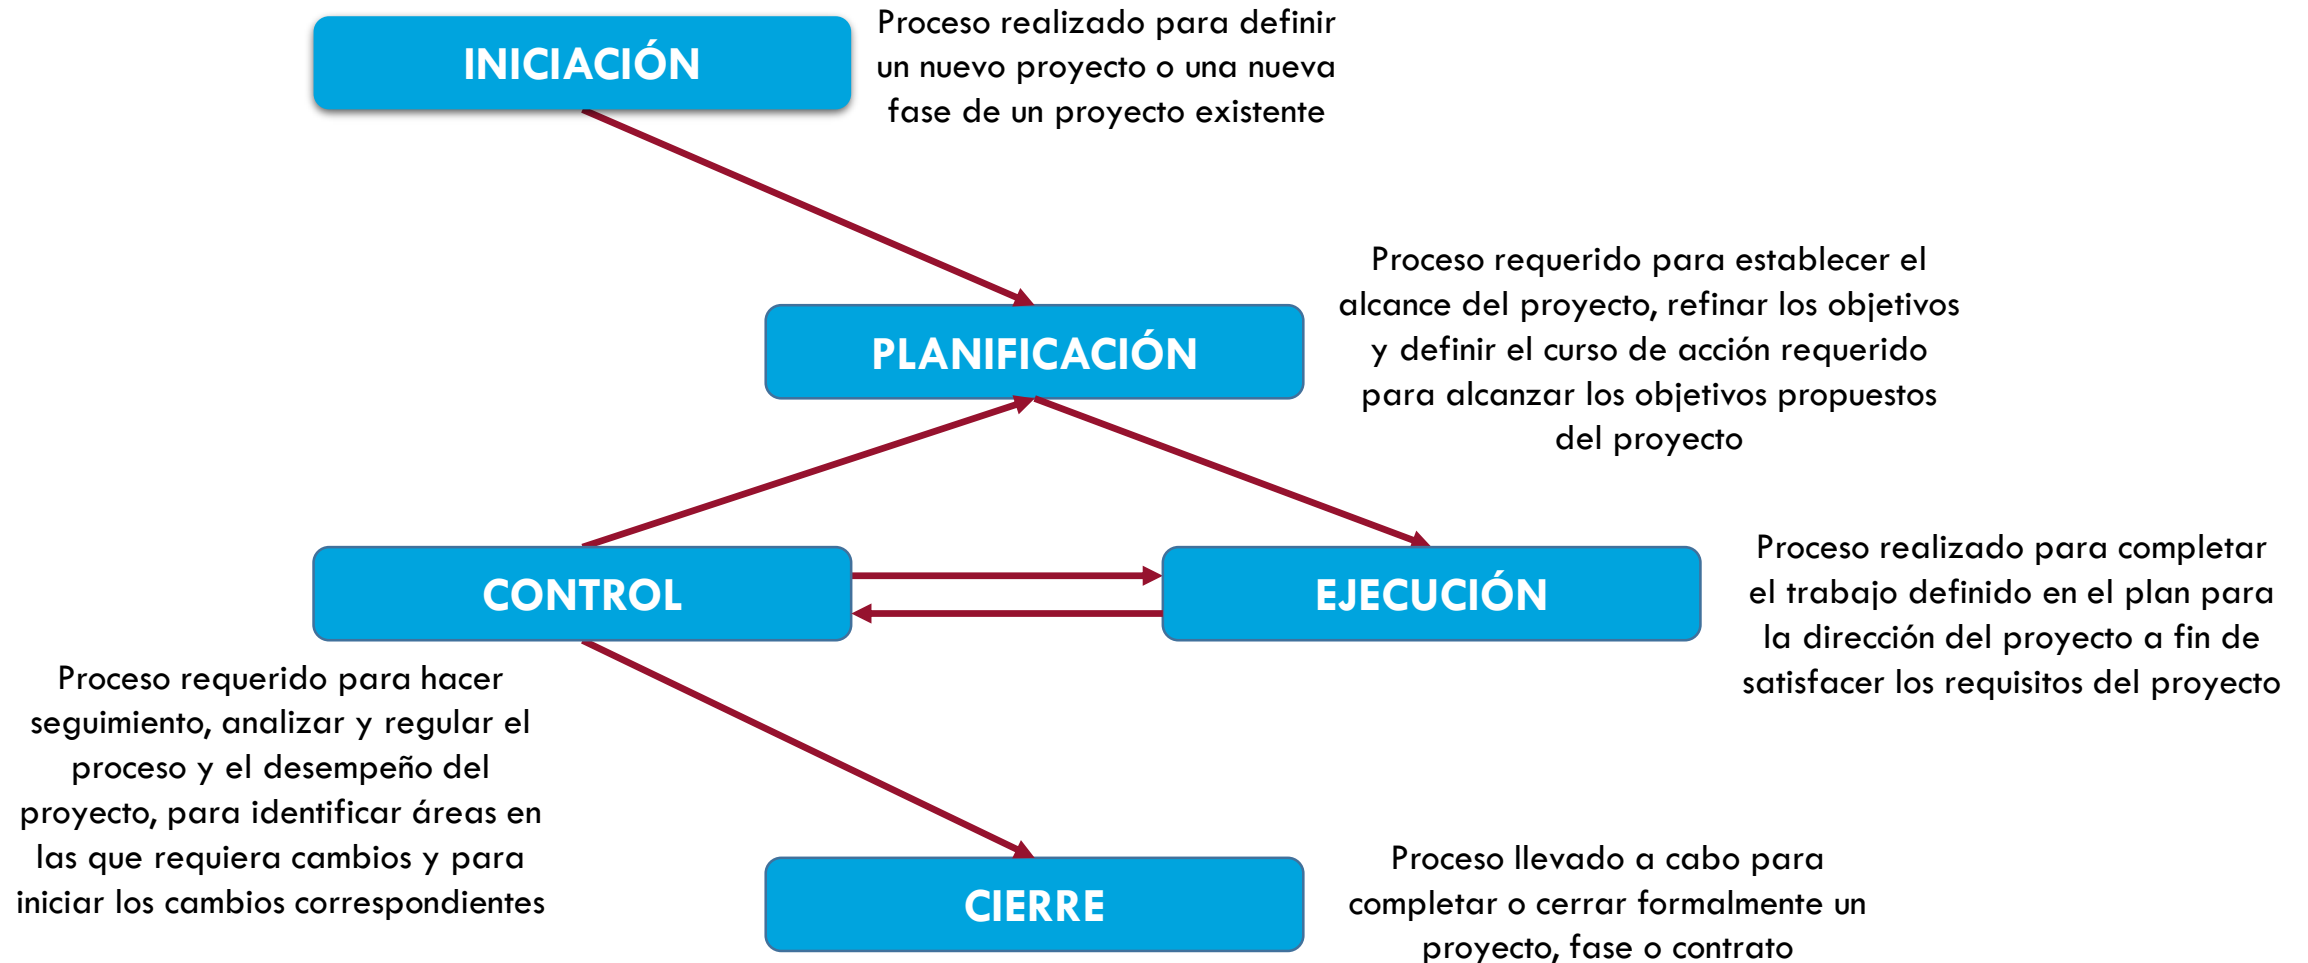 INICIACIÓN
Proceso realizado para definir
un nuevo proyecto o una nueva
fase de un proyecto existente
PLANIFICACIÓN
Proceso requerido para establecer el
alcance del proyecto, refinar los objetivos
y definir el curso de acción requerido
para alcanzar los objetivos propuestos
del proyecto
CONTROL
Proceso requerido para hacer
seguimiento, analizar y regular el
proceso y el desempeño del
proyecto, para identificar áreas en
las que requiera cambios y para
iniciar los cambios correspondientes
EJECUCIÓN
Proceso realizado para completar
el trabajo definido en el plan para
la dirección del proyecto a fin de
satisfacer los requisitos del proyecto
CIERRE
Proceso llevado a cabo para
completar o cerrar formalmente un
proyecto, fase o contrato